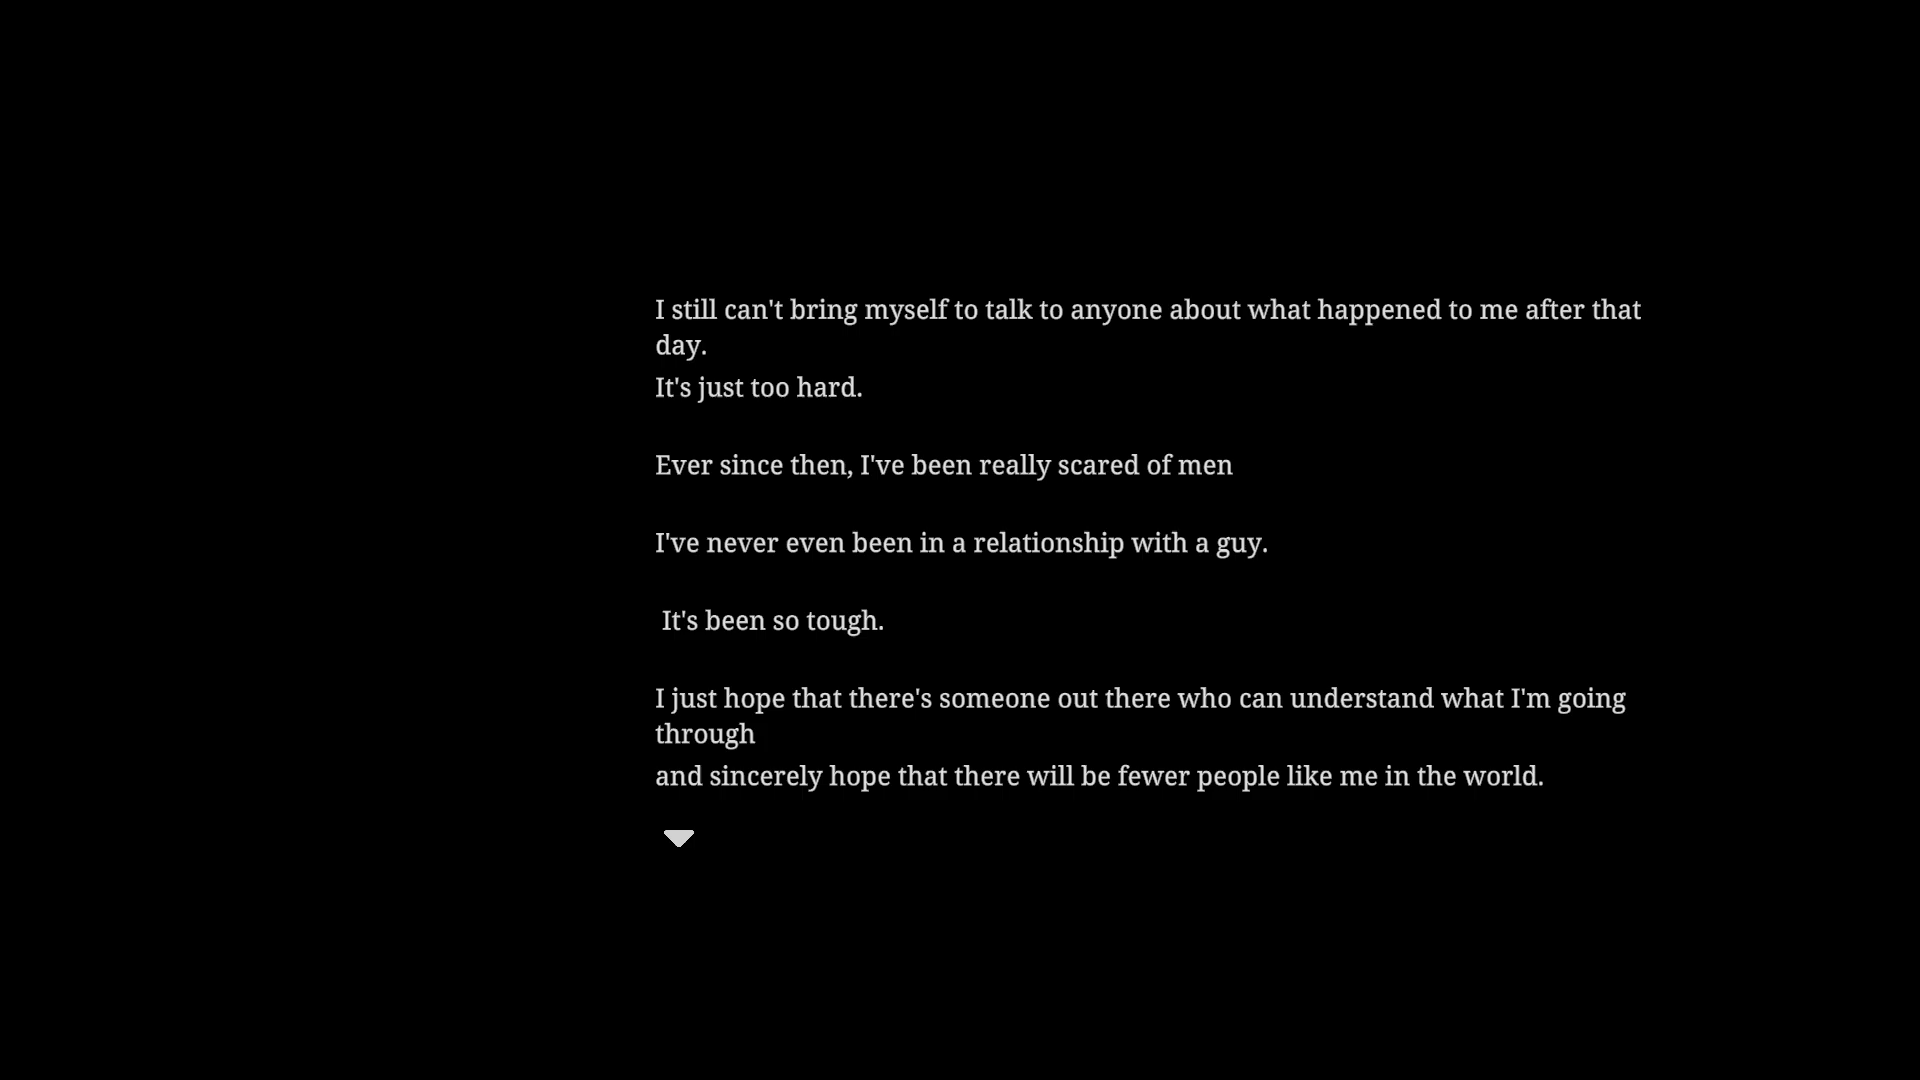 I still can't bring myself to talk to anyone about what happened to me after that
day.
It's just too hard.
Ever since then, I've been really scared of men
I've never even been in a relationship with a guy.
It's been so tough.
I just hope that there's someone out there who can understand what I'm going
through
and sincerely hope that there will be fewer people like me in the world.